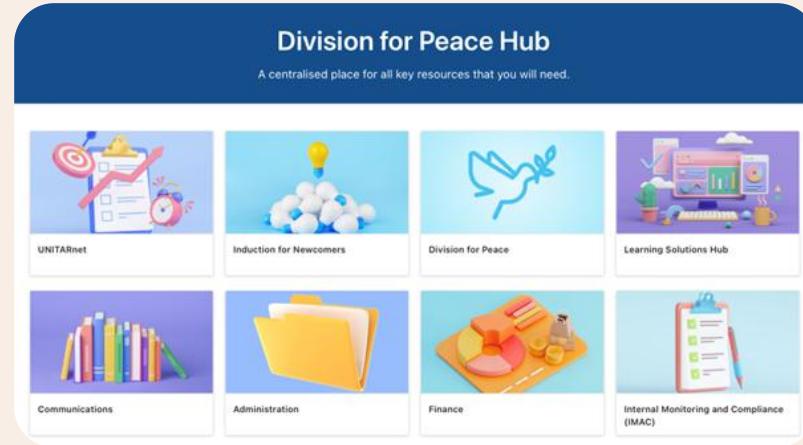 Division for Peace Hub
A centralised place for all key resources that you will need.
UNITARnet
Induction for Newcomers
Division for Peace
Learning Solutions Hub
Communications
Administration
Finance
Internal Monitoring and Compliance
(IMAC)